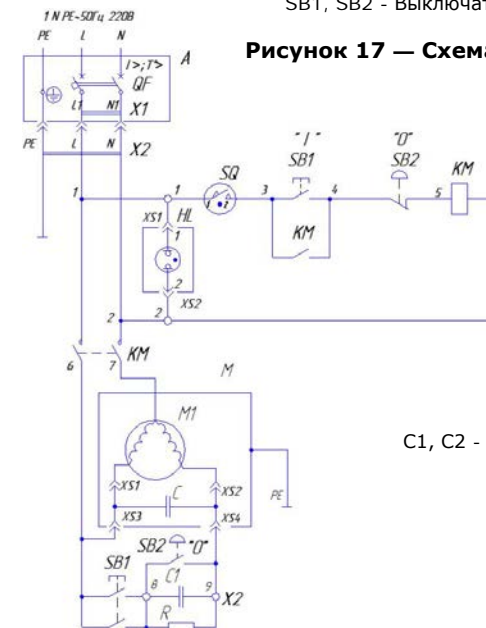 SB1, SB2 - Выключат
1 N PE~50Гц 220В
PE L N
Рисунок 17 — Схема
A
I>;T>
QF
L1 N1 X1
PE L N X2
"I" "0"
SQ SB1 SB2 KM
1 1 1 2 3 4 5
XS1 HL
1
KM
2
XS2
2 2
6 7 KM
M
M1
C1, C2 -
XS1 C XS2
PE
XS3 XS4
SB2 "0"
SB1 C1
8 9 X2
R